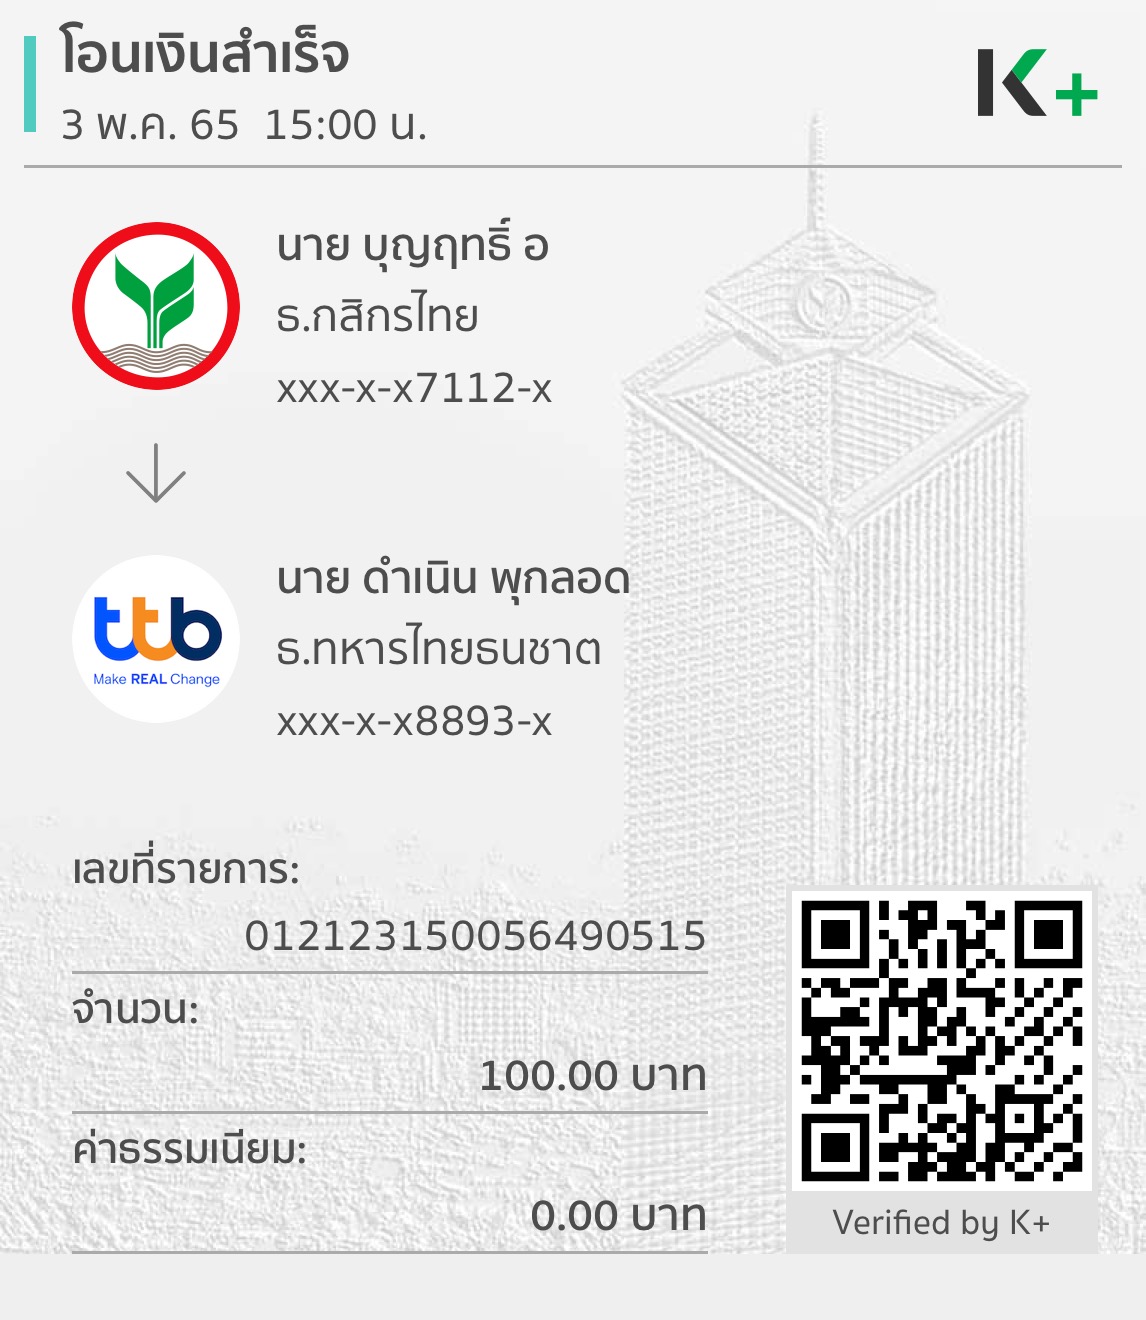 โอนเงินสำเร็จ
3 พ.ค. 65 15:00 น.
K+
นาย บุญฤทธิ์ อ
ธ.กสิกรไทย
xxx-x-x7112-x
นาย ดำเนิน พุกลอด
ttb
Make REAL Change
ธ.ทหารไทยธนชาต
xxx-x-x8893-x
เลขที่รายการ:
012123150056490515
จำนวน:
100.00 บาท
ค่าธรรมเนียม:
0.00 บาท
Verified by K+